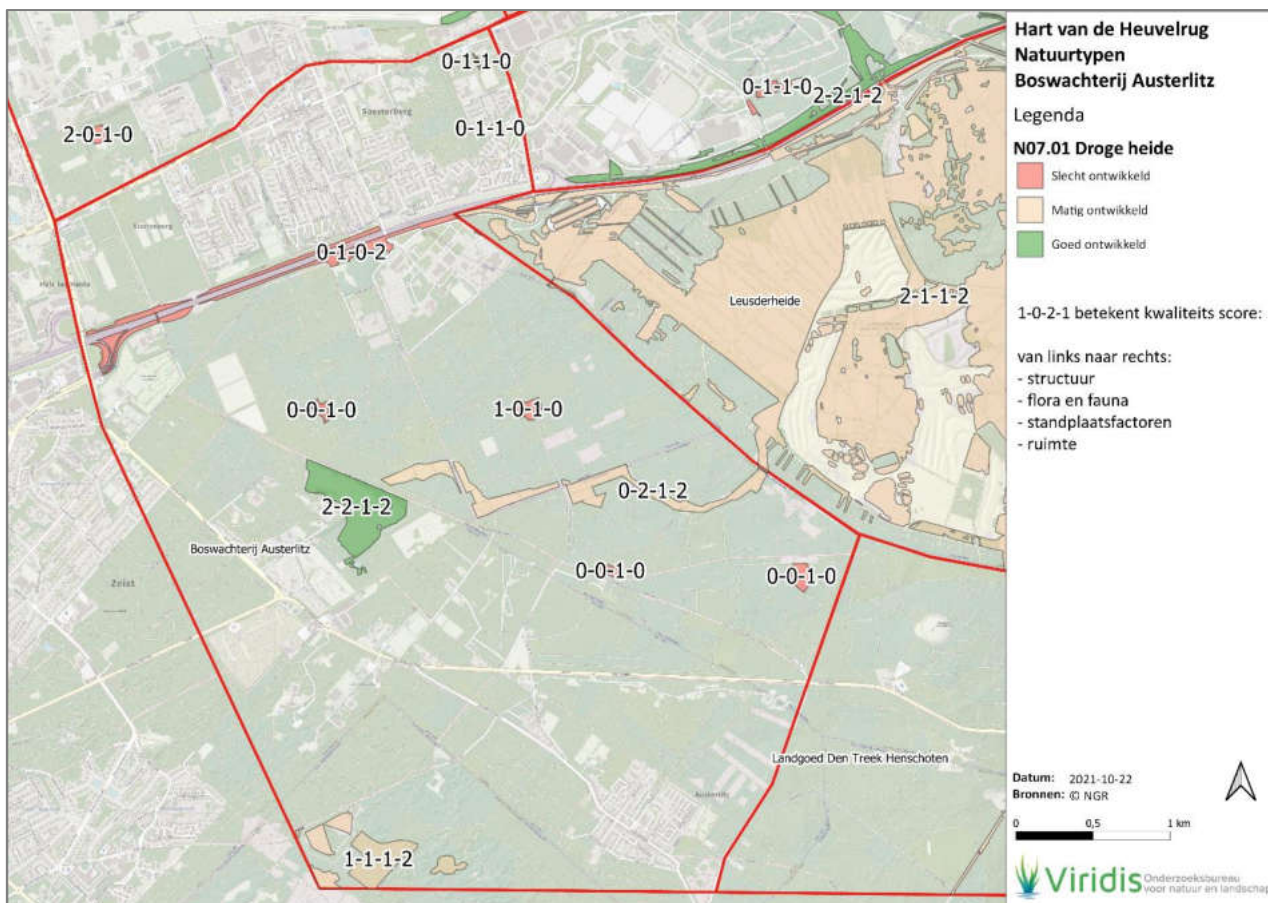 Hart van de Heuvelrug
Natuurtypen
Boswachterij Austerlitz
Legenda
N07.01 Droge heide
Slecht ontwikkeld
Matig ontwikkeld
Goed ontwikkeld
1-0-2-1 betekent kwaliteits score:
van links naar rechts:
- structuur
- flora en fauna
- standplaatsfactoren
- ruimte
Datum: 2021-10-22
Bronnen: © NGR
0 0,5 1 km
Viridis
Onderzoeksbureau
voor natuur en landschap
0-1-1-0
Soesterberg
0-1-1-0
2-2-1-2
2-0-1-0
0-1-1-0
0-1-0-2
2-1-1-2
Leusderheide
0-0-1-0
1-0-1-0
0-2-1-2
2-2-1-2
Boswachterij Austerlitz
0-0-1-0
0-0-1-0
Zeist
Landgoed Den Treek Henschoten
Austerlitz
1-1-1-2